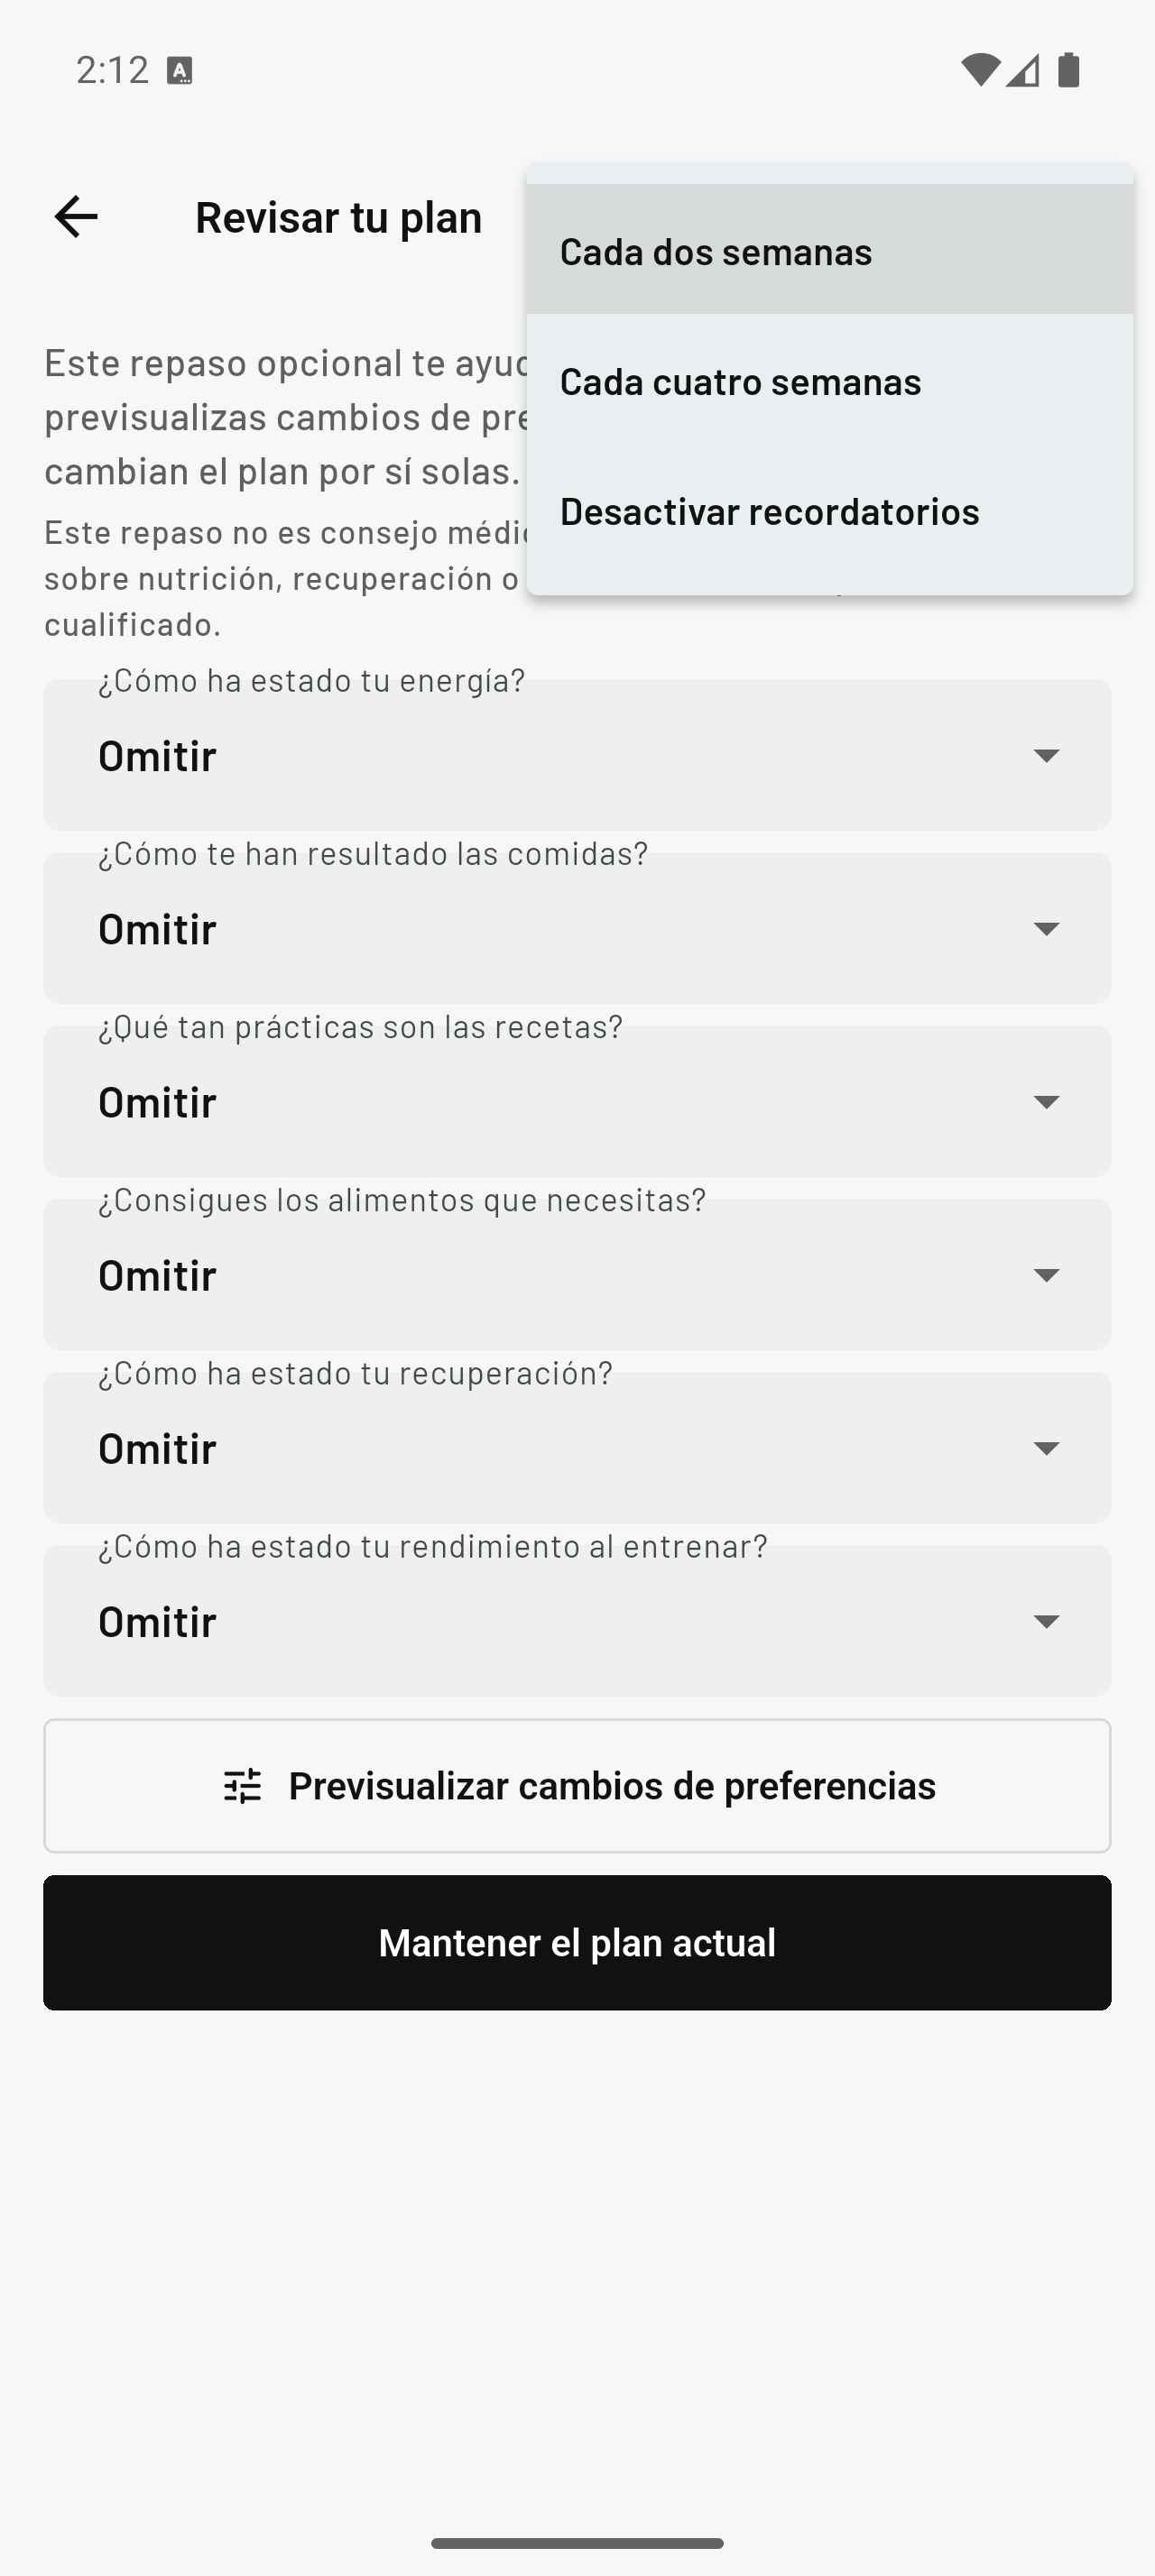 2:12
Revisar tu plan
Cada dos semanas
Cada cuatro semanas
Desactivar recordatorios
Este repaso opcional te
previsualizas cambios de
cambian el plan por sí solas.
Este repaso no es consejo
sobre nutrición, recuperación o
cualificado.
¿Cómo ha estado tu energía?
Omitir
¿Cómo te han resultado las comidas?
Omitir
¿Qué tan prácticas son las recetas?
Omitir
¿Consigues los alimentos que necesitas?
Omitir
¿Cómo ha estado tu recuperación?
Omitir
¿Cómo ha estado tu rendimiento al entrenar?
Omitir
Previsualizar cambios de preferencias
Mantener el plan actual